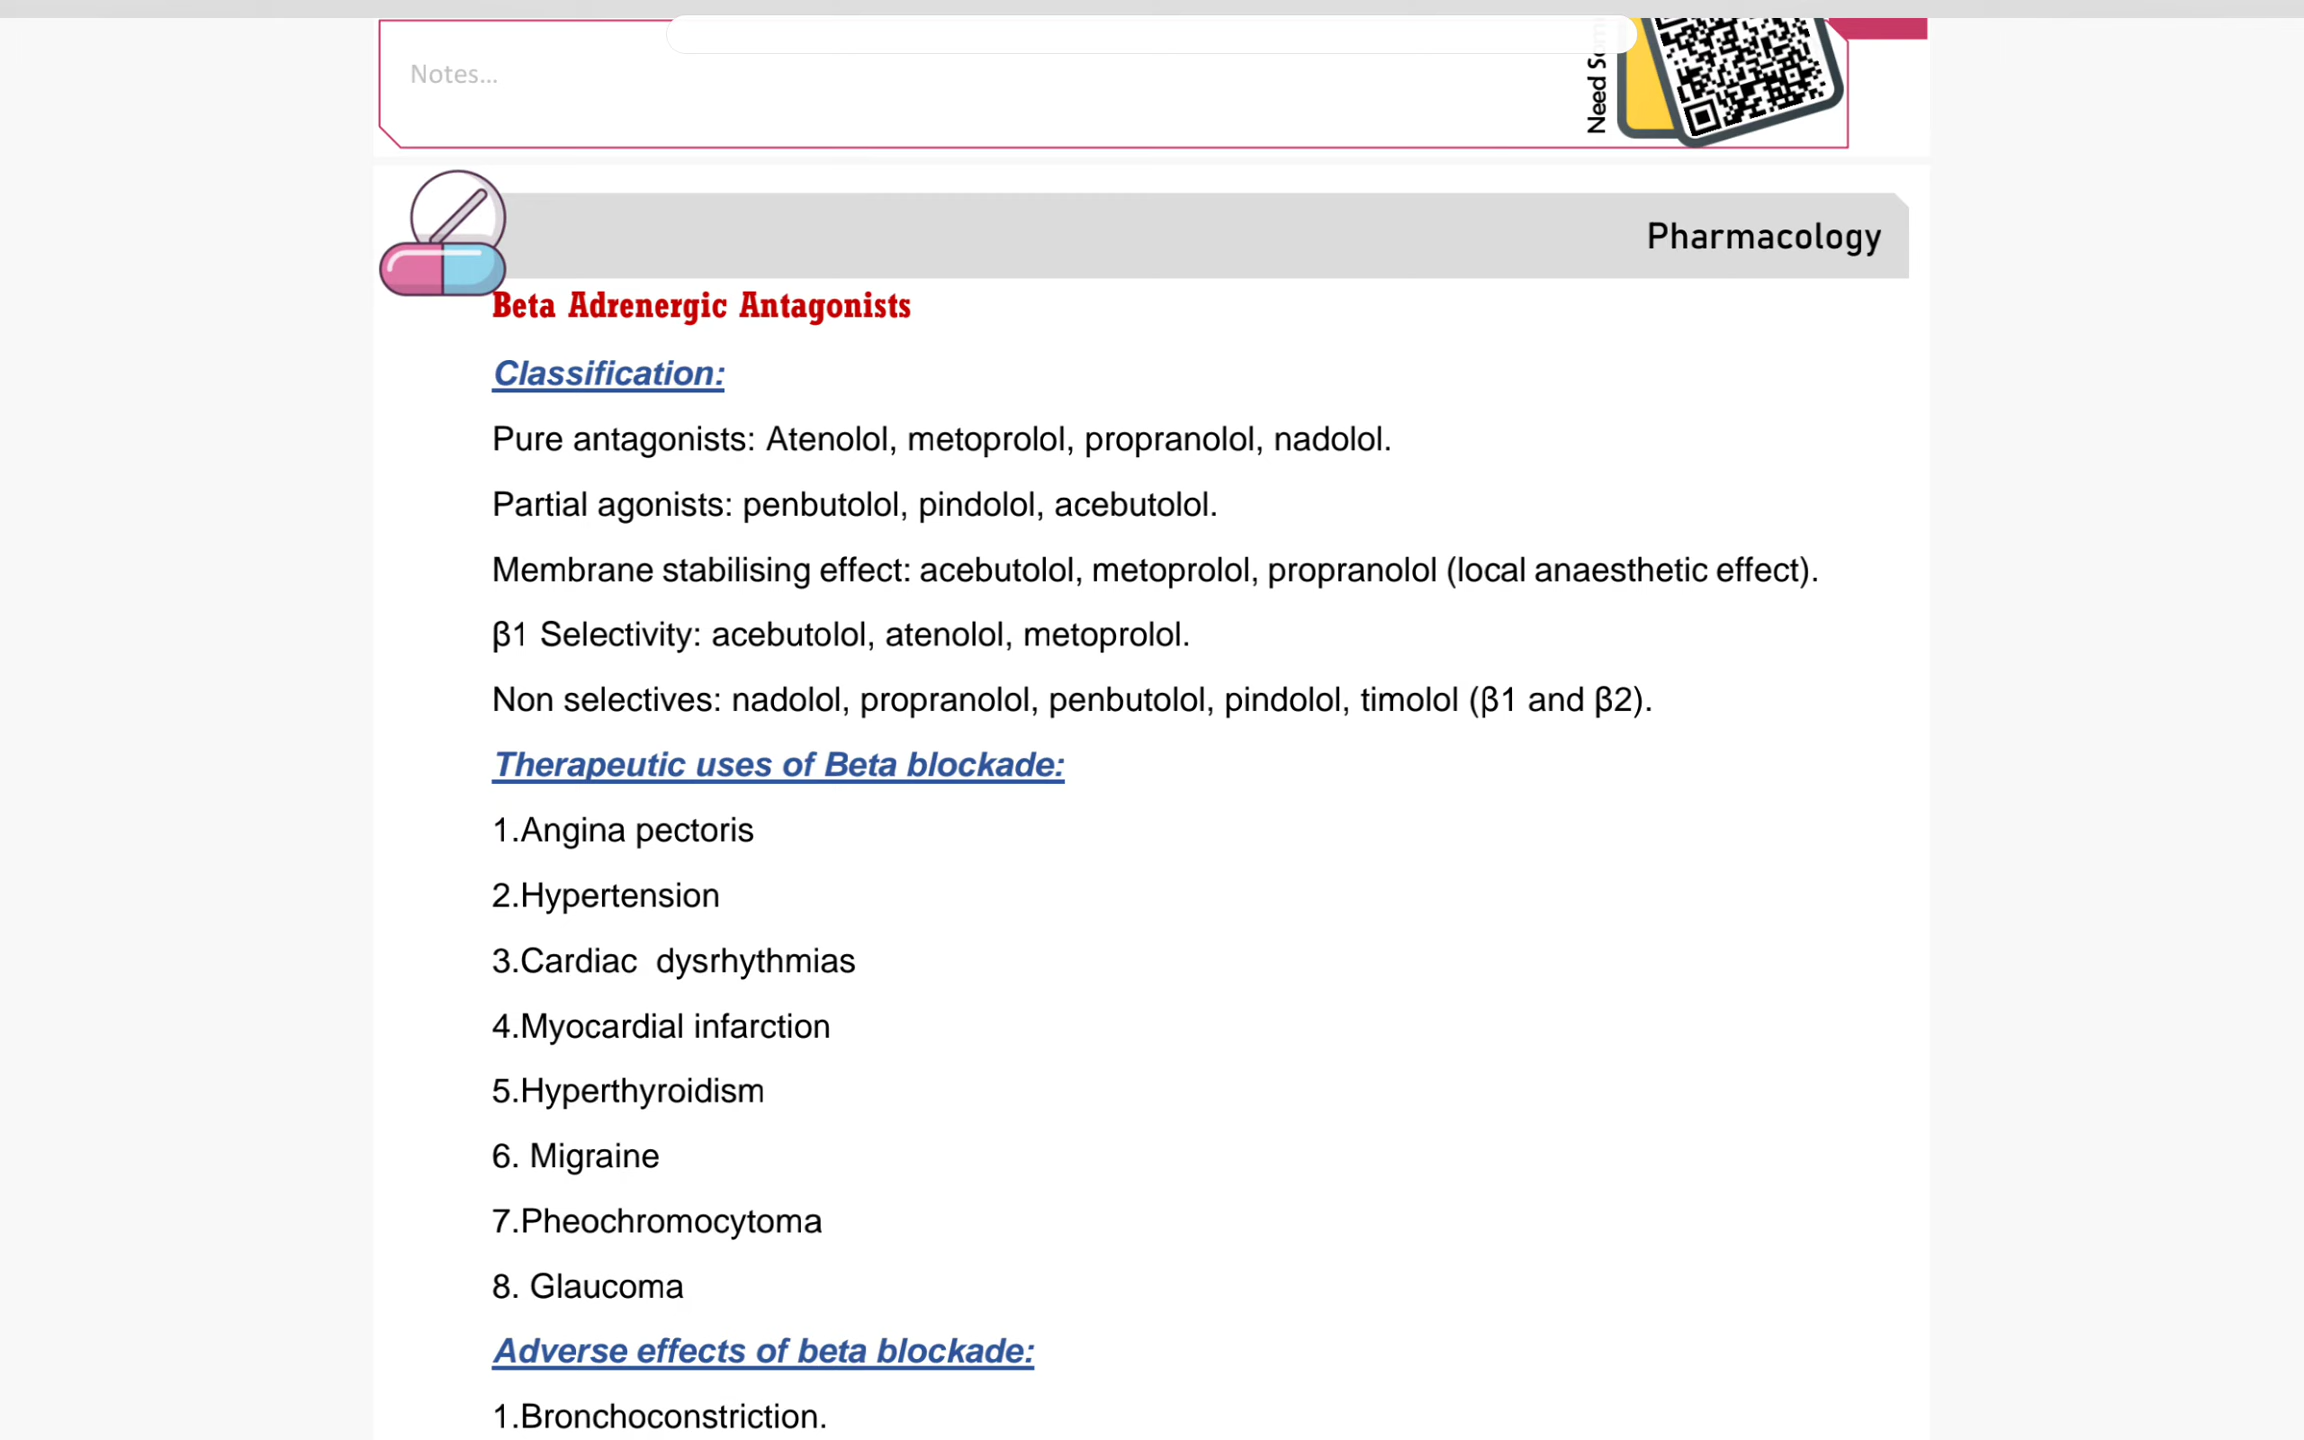 Notes...
Need
Pharmacology
Beta Adrenergic Antagonists
Classification:
Pure antagonists: Atenolol, metoprolol, propranolol, nadolol.
Partial agonists: penbutolol, pindolol, acebutolol.
Membrane stabilising effect: acebutolol, metoprolol, propranolol (local anaesthetic effect).
β1 Selectivity: acebutolol, atenolol, metoprolol.
Non selectives: nadolol, propranolol, penbutolol, pindolol, timolol (β1 and β2).
Therapeutic uses of Beta blockade:
1.Angina pectoris
2.Hypertension
3.Cardiac  dysrhythmias
4.Myocardial infarction
5.Hyperthyroidism
6. Migraine
7.Pheochromocytoma
8. Glaucoma
Adverse effects of beta blockade:
1.Bronchoconstriction.